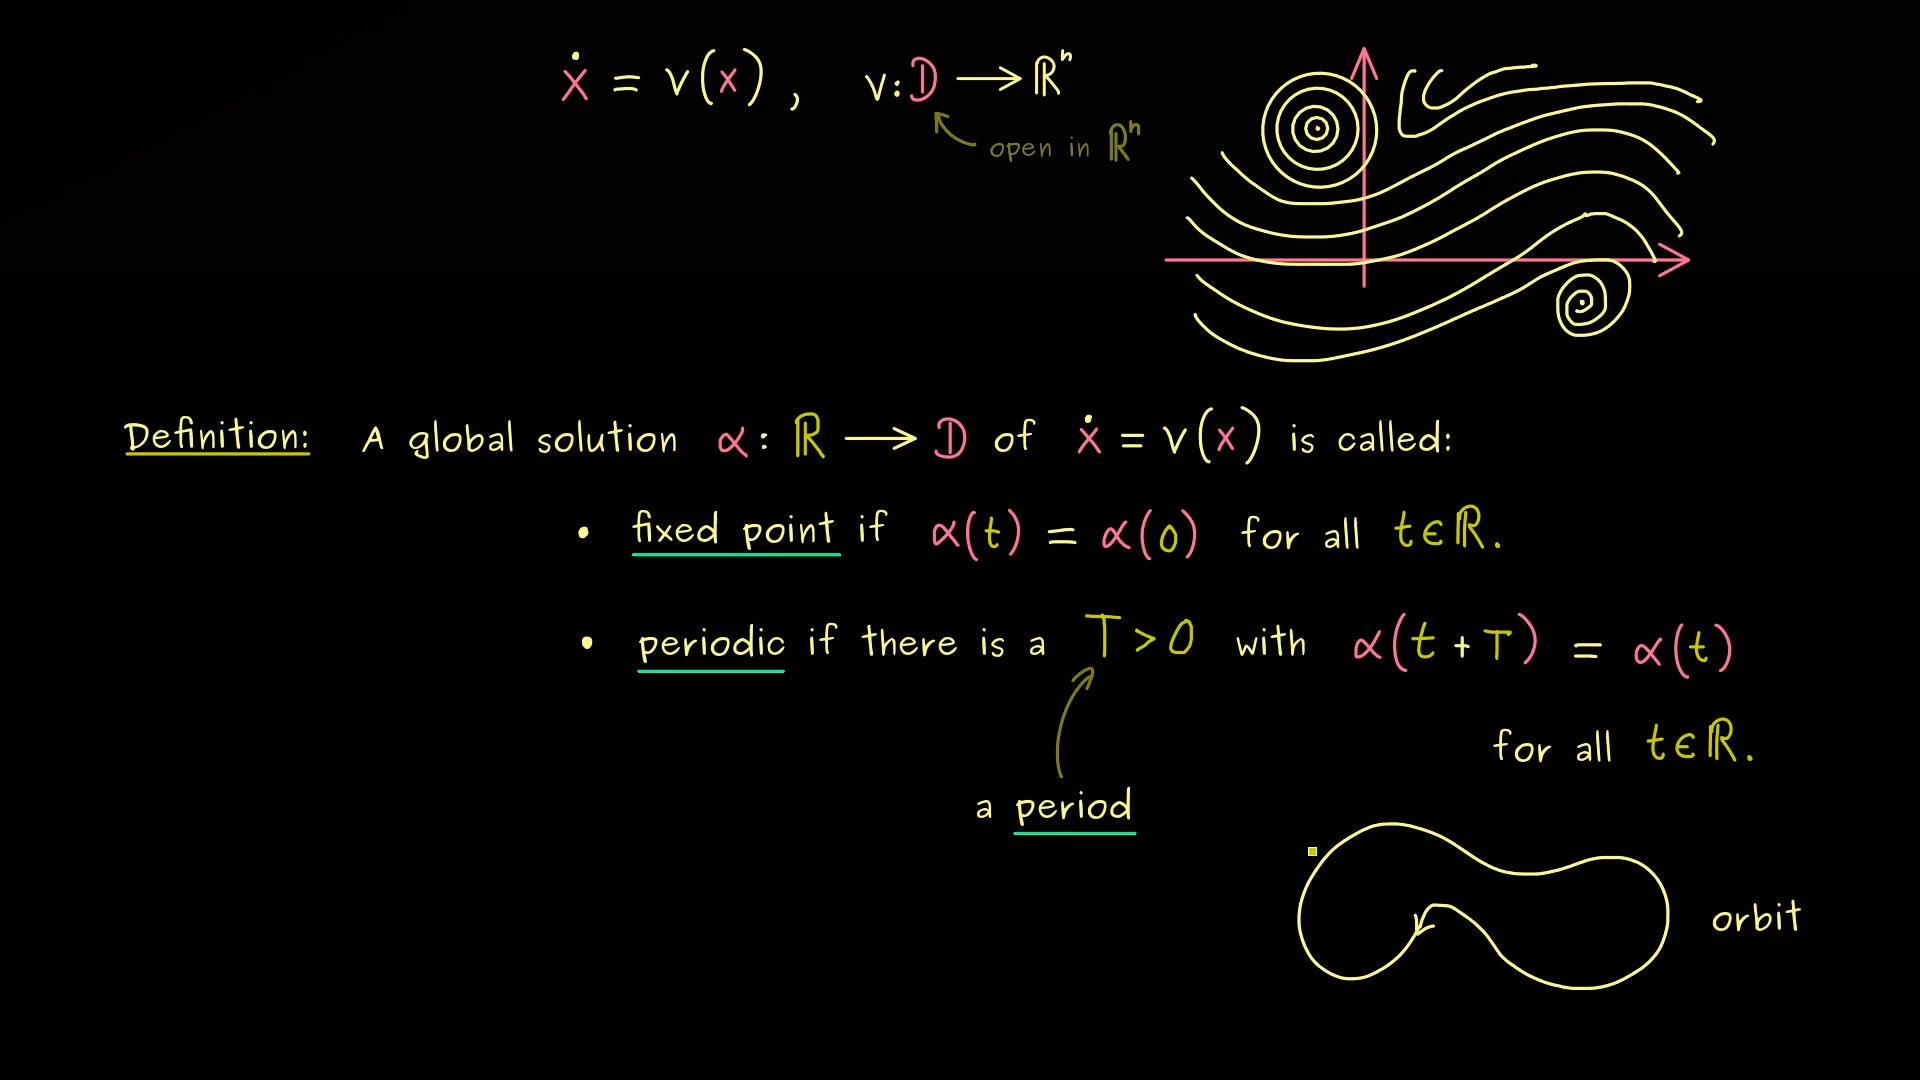 ẋ = v(x) , v: D ⟶ ℝⁿ
open in ℝⁿ
Definition: A global solution α: ℝ ⟶ D of ẋ = v(x) is called:
• fixed point if α(t) = α(0) for all t ∈ ℝ.
• periodic if there is a T > 0 with α(t + T) = α(t)
for all t ∈ ℝ.
a period
orbit